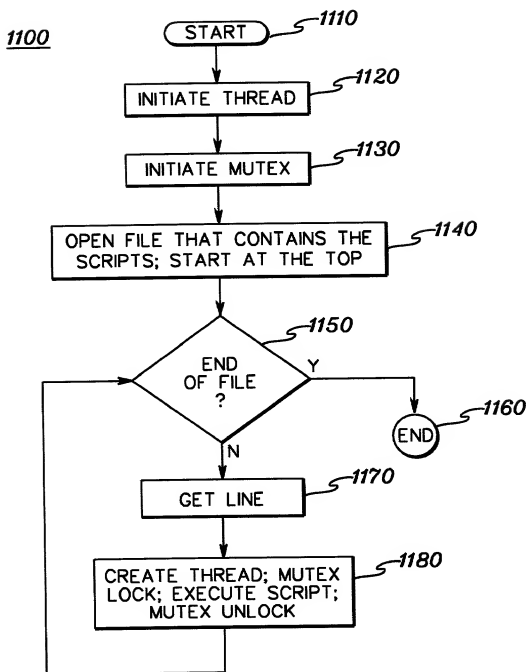 1100
START
1110
INITIATE THREAD
1120
INITIATE MUTEX
1130
OPEN FILE THAT CONTAINS THE
SCRIPTS; START AT THE TOP
1140
END
OF FILE
?
1150
Y
END
1160
N
GET LINE
1170
CREATE THREAD; MUTEX
LOCK; EXECUTE SCRIPT;
MUTEX UNLOCK
1180